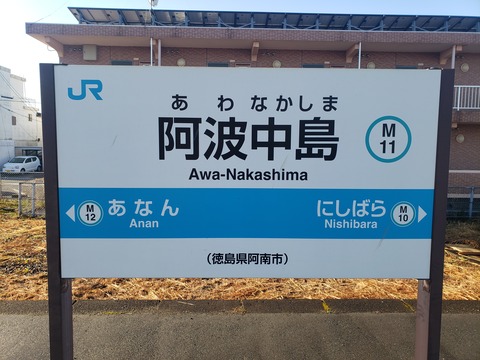 JR
あわなかしま
阿波中島
Awa-Nakashima
M
11
M
12
あなん
Anan
にしばら
Nishibara
M
10
(徳島県阿南市)